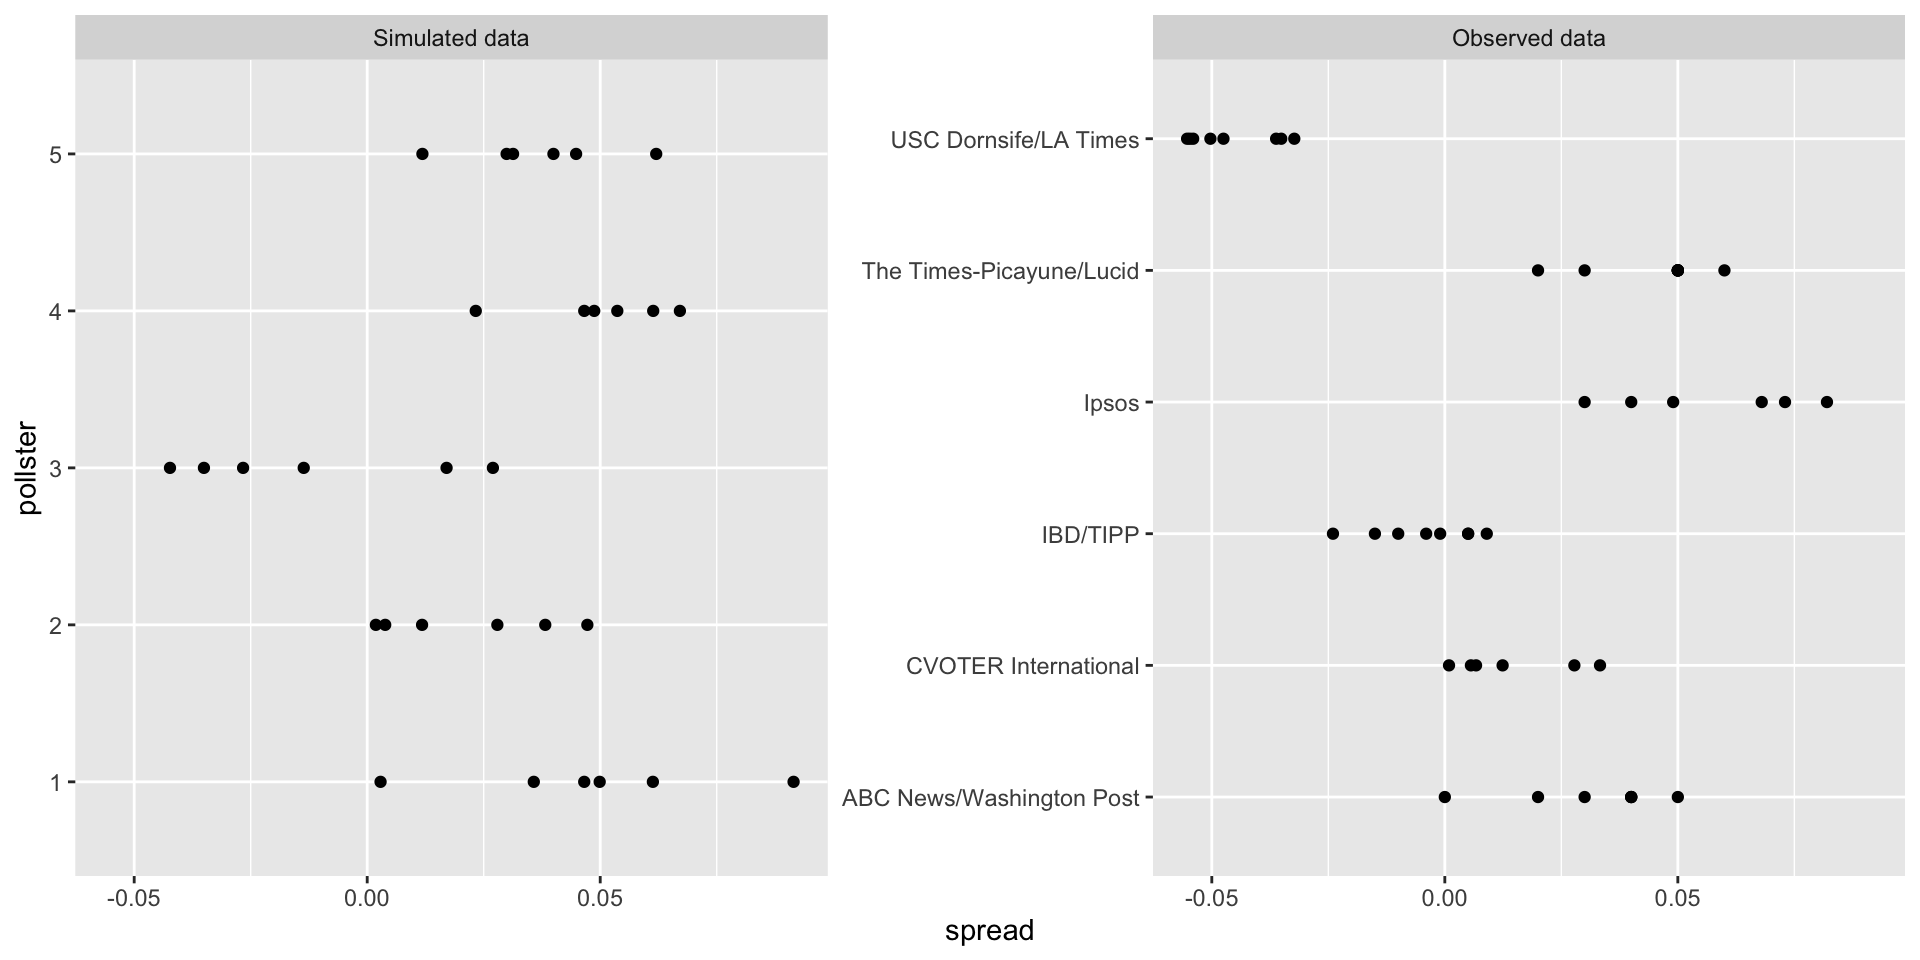 Simulated data
pollster
5
4
3
2
1
-0.05 0.00 0.05
Observed data
USC Dornsife/LA Times
The Times-Picayune/Lucid
Ipsos
IBD/TIPP
CVOTER International
ABC News/Washington Post
-0.05 0.00 0.05
spread